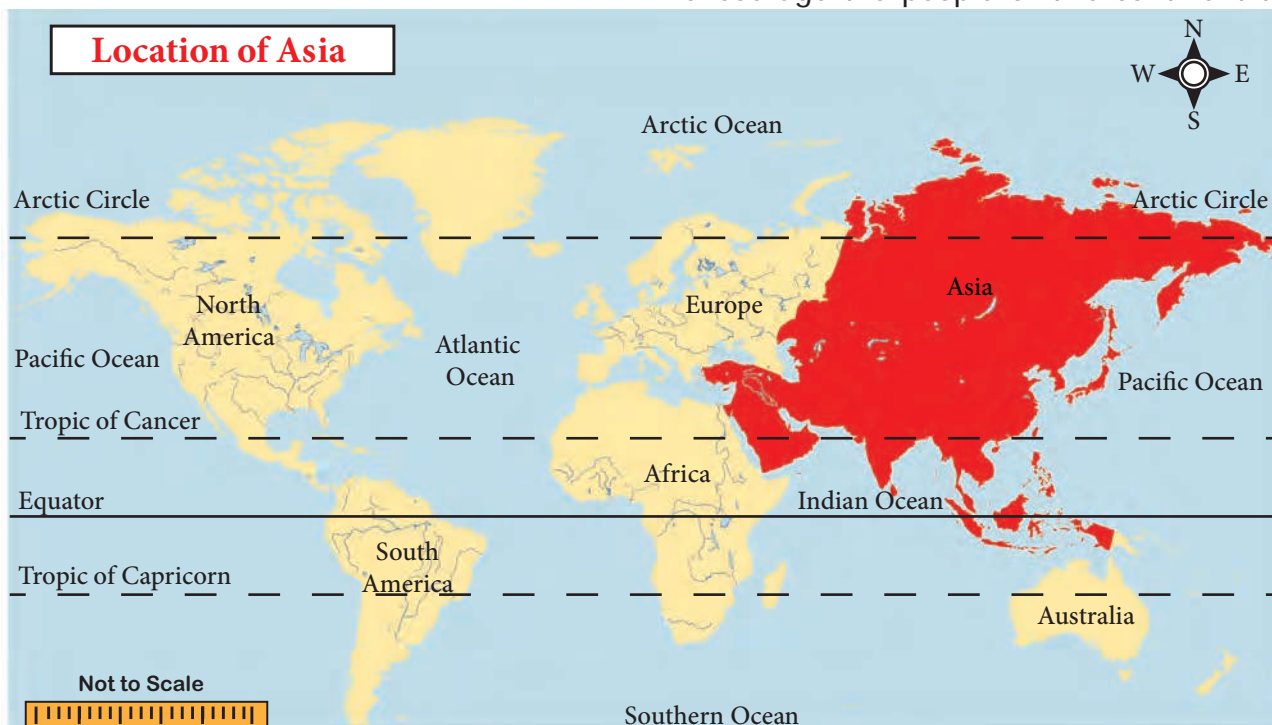 Location of Asia
N
W E
S
Arctic Ocean
Arctic Circle
Arctic Circle
North
America
Europe
Asia
Pacific Ocean
Atlantic
Ocean
Pacific Ocean
Tropic of Cancer
Africa
Equator
Indian Ocean
South
America
Tropic of Capricorn
Australia
Not to Scale
Southern Ocean